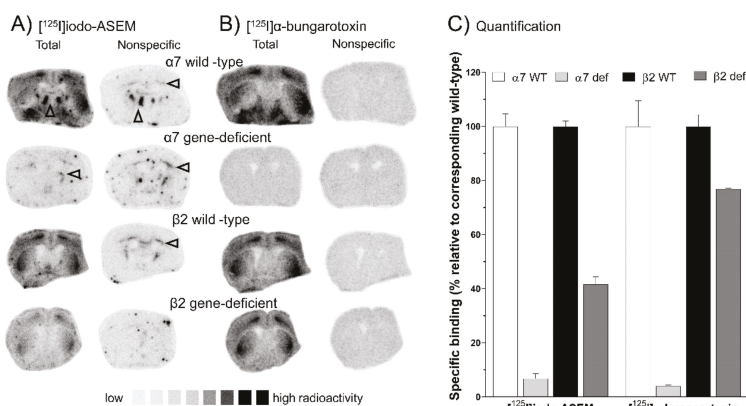 A) [¹²⁵I]iodo-ASEM
Total Nonspecific
B) [¹²⁵I]α-bungarotoxin
Total Nonspecific
α7 wild -type
α7 gene-deficient
β2 wild -type
β2 gene-deficient
low high radioactivity
C) Quantification
α7 WT α7 def β2 WT β2 def
Specific binding (% relative to corresponding wild-type)
120
100
80
60
40
20
0